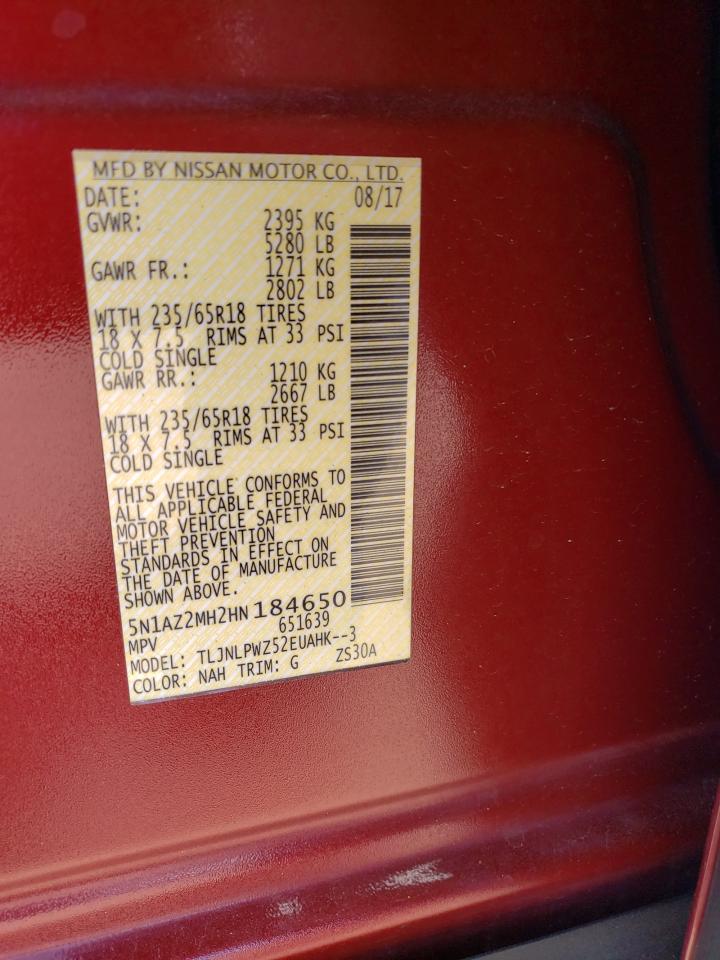 MFD BY NISSAN MOTOR CO., LTD.
DATE: 08/17
GVWR: 2395 KG
5280 LB
GAWR FR.: 1271 KG
2802 LB
WITH 235/65R18 TIRES
18 X 7.5 RIMS AT 33 PSI
COLD SINGLE
GAWR RR.: 1210 KG
2667 LB
WITH 235/65R18 TIRES
18 X 7.5 RIMS AT 33 PSI
COLD SINGLE
THIS VEHICLE CONFORMS TO
ALL APPLICABLE FEDERAL
MOTOR VEHICLE SAFETY AND
THEFT PREVENTION
STANDARDS IN EFFECT ON
THE DATE OF MANUFACTURE
SHOWN ABOVE.
5N1AZ2MH2HN184650
MPV 651639
MODEL: TLJNLPWZ52EUAHK--3
COLOR: NAH TRIM: G ZS30A